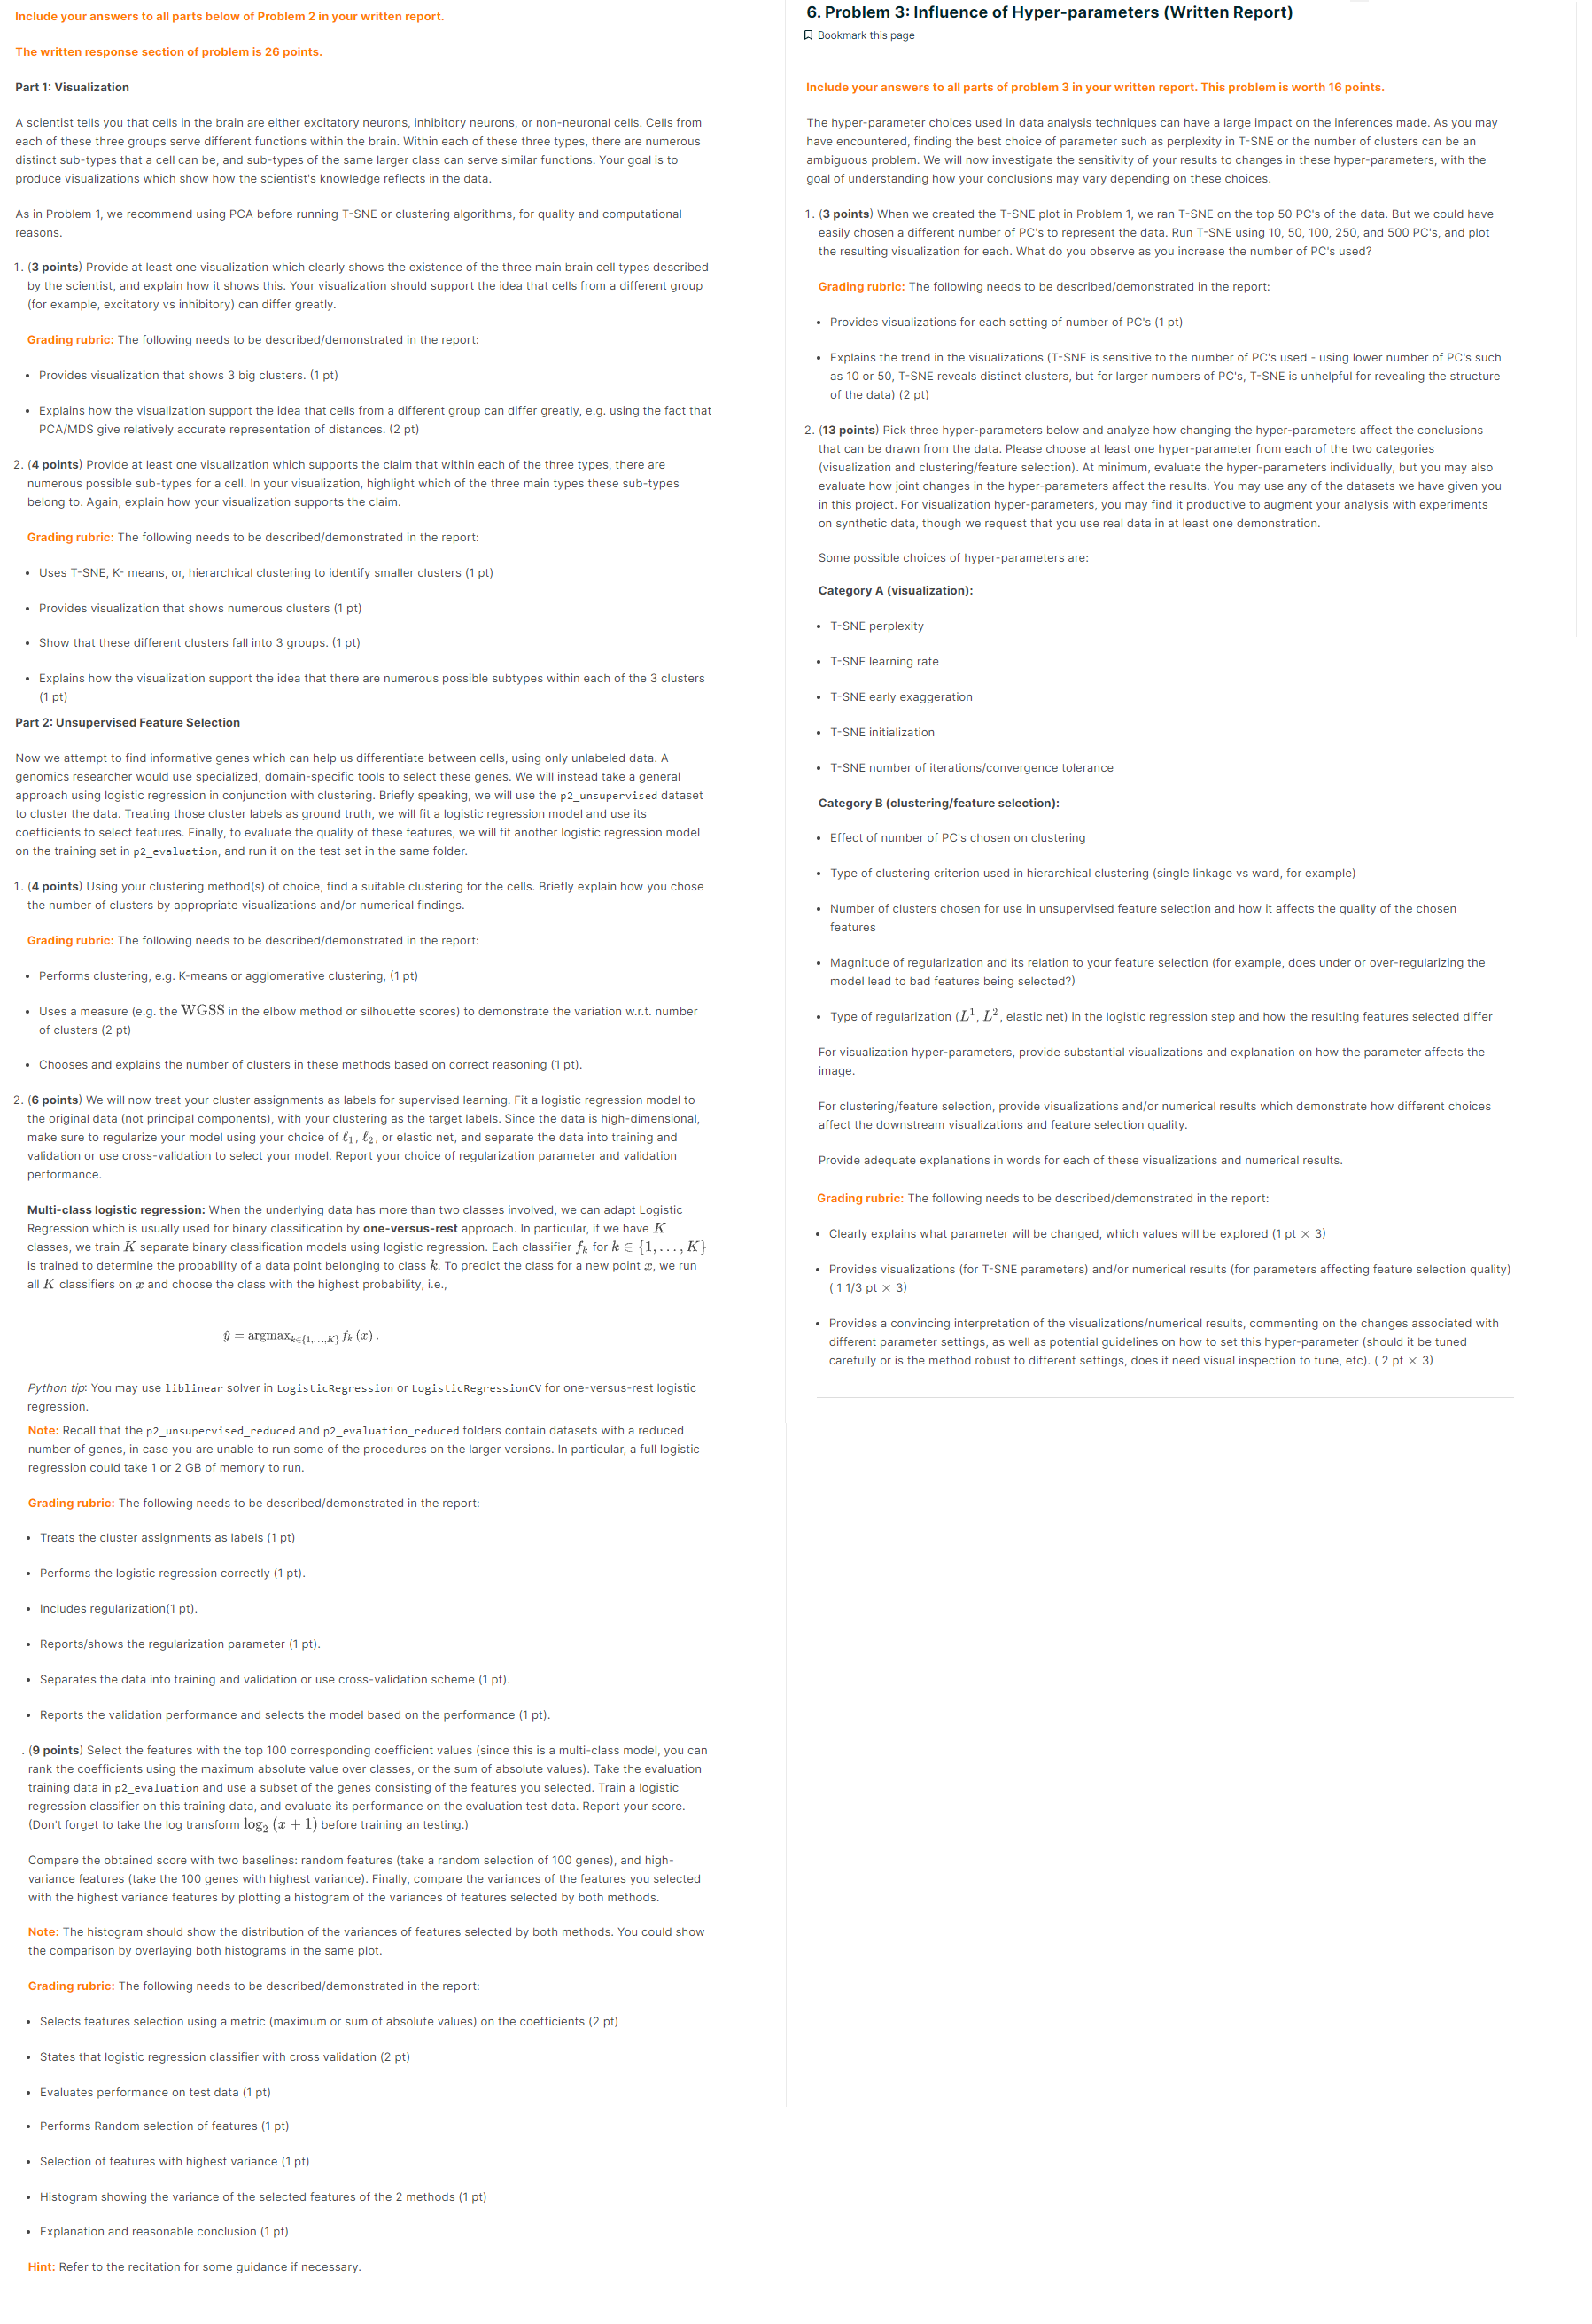 Include your answers to all parts below of Problem 2 in your written report.
The written response section of problem is 26 points.
Part 1: Visualization
A scientist tells you that cells in the brain are either excitatory neurons, inhibitory neurons, or non-neuronal cells. Cells from
each of these three groups serve different functions within the brain. Within each of these three types, there are numerous
distinct sub-types that a cell can be, and sub-types of the same larger class can serve similar functions. Your goal is to
produce visualizations which show how the scientist's knowledge reflects in the data.
As in Problem 1, we recommend using PCA before running T-SNE or clustering algorithms, for quality and computational
reasons.
1. (3 points) Provide at least one visualization which clearly shows the existence of the three main brain cell types described
by the scientist, and explain how it shows this. Your visualization should support the idea that cells from a different group
(for example, excitatory vs inhibitory) can differ greatly.
Grading rubric: The following needs to be described/demonstrated in the report:
• Provides visualization that shows 3 big clusters. (1 pt)
• Explains how the visualization support the idea that cells from a different group can differ greatly, e.g. using the fact that
PCA/MDS give relatively accurate representation of distances. (2 pt)
2. (4 points) Provide at least one visualization which supports the claim that within each of the three types, there are
numerous possible sub-types for a cell. In your visualization, highlight which of the three main types these sub-types
belong to. Again, explain how your visualization supports the claim.
Grading rubric: The following needs to be described/demonstrated in the report:
• Uses T-SNE, K- means, or, hierarchical clustering to identify smaller clusters (1 pt)
• Provides visualization that shows numerous clusters (1 pt)
• Show that these different clusters fall into 3 groups. (1 pt)
• Explains how the visualization support the idea that there are numerous possible subtypes within each of the 3 clusters
(1 pt)
Part 2: Unsupervised Feature Selection
Now we attempt to find informative genes which can help us differentiate between cells, using only unlabeled data. A
genomics researcher would use specialized, domain-specific tools to select these genes. We will instead take a general
approach using logistic regression in conjunction with clustering. Briefly speaking, we will use the p2_unsupervised dataset
to cluster the data. Treating those cluster labels as ground truth, we will fit a logistic regression model and use its
coefficients to select features. Finally, to evaluate the quality of these features, we will fit another logistic regression model
on the training set in p2_evaluation, and run it on the test set in the same folder.
1. (4 points) Using your clustering method(s) of choice, find a suitable clustering for the cells. Briefly explain how you chose
the number of clusters by appropriate visualizations and/or numerical findings.
Grading rubric: The following needs to be described/demonstrated in the report:
• Performs clustering, e.g. K-means or agglomerative clustering, (1 pt)
• Uses a measure (e.g. the WGSS in the elbow method or silhouette scores) to demonstrate the variation w.r.t. number
of clusters (2 pt)
• Chooses and explains the number of clusters in these methods based on correct reasoning (1 pt).
2. (6 points) We will now treat your cluster assignments as labels for supervised learning. Fit a logistic regression model to
the original data (not principal components), with your clustering as the target labels. Since the data is high-dimensional,
make sure to regularize your model using your choice of ℓ₁, ℓ₂, or elastic net, and separate the data into training and
validation or use cross-validation to select your model. Report your choice of regularization parameter and validation
performance.
Multi-class logistic regression: When the underlying data has more than two classes involved, we can adapt Logistic
Regression which is usually used for binary classification by one-versus-rest approach. In particular, if we have K
classes, we train K separate binary classification models using logistic regression. Each classifier fₖ for k ∈ {1, . . . , K}
is trained to determine the probability of a data point belonging to class k. To predict the class for a new point x, we run
all K classifiers on x and choose the class with the highest probability, i.e.,
ŷ = argmaxₖ∈{1,...,K} fₖ (x) .
Python tip: You may use liblinear solver in LogisticRegression or LogisticRegressionCV for one-versus-rest logistic
regression.
Note: Recall that the p2_unsupervised_reduced and p2_evaluation_reduced folders contain datasets with a reduced
number of genes, in case you are unable to run some of the procedures on the larger versions. In particular, a full logistic
regression could take 1 or 2 GB of memory to run.
Grading rubric: The following needs to be described/demonstrated in the report:
• Treats the cluster assignments as labels (1 pt)
• Performs the logistic regression correctly (1 pt).
• Includes regularization(1 pt).
• Reports/shows the regularization parameter (1 pt).
• Separates the data into training and validation or use cross-validation scheme (1 pt).
• Reports the validation performance and selects the model based on the performance (1 pt).
. (9 points) Select the features with the top 100 corresponding coefficient values (since this is a multi-class model, you can
rank the coefficients using the maximum absolute value over classes, or the sum of absolute values). Take the evaluation
training data in p2_evaluation and use a subset of the genes consisting of the features you selected. Train a logistic
regression classifier on this training data, and evaluate its performance on the evaluation test data. Report your score.
(Don't forget to take the log transform log₂ (x + 1) before training an testing.)
Compare the obtained score with two baselines: random features (take a random selection of 100 genes), and high-
variance features (take the 100 genes with highest variance). Finally, compare the variances of the features you selected
with the highest variance features by plotting a histogram of the variances of features selected by both methods.
Note: The histogram should show the distribution of the variances of features selected by both methods. You could show
the comparison by overlaying both histograms in the same plot.
Grading rubric: The following needs to be described/demonstrated in the report:
• Selects features selection using a metric (maximum or sum of absolute values) on the coefficients (2 pt)
• States that logistic regression classifier with cross validation (2 pt)
• Evaluates performance on test data (1 pt)
• Performs Random selection of features (1 pt)
• Selection of features with highest variance (1 pt)
• Histogram showing the variance of the selected features of the 2 methods (1 pt)
• Explanation and reasonable conclusion (1 pt)
Hint: Refer to the recitation for some guidance if necessary.
6. Problem 3: Influence of Hyper-parameters (Written Report)
Bookmark this page
Include your answers to all parts of problem 3 in your written report. This problem is worth 16 points.
The hyper-parameter choices used in data analysis techniques can have a large impact on the inferences made. As you may
have encountered, finding the best choice of parameter such as perplexity in T-SNE or the number of clusters can be an
ambiguous problem. We will now investigate the sensitivity of your results to changes in these hyper-parameters, with the
goal of understanding how your conclusions may vary depending on these choices.
1. (3 points) When we created the T-SNE plot in Problem 1, we ran T-SNE on the top 50 PC's of the data. But we could have
easily chosen a different number of PC's to represent the data. Run T-SNE using 10, 50, 100, 250, and 500 PC's, and plot
the resulting visualization for each. What do you observe as you increase the number of PC's used?
Grading rubric: The following needs to be described/demonstrated in the report:
• Provides visualizations for each setting of number of PC's (1 pt)
• Explains the trend in the visualizations (T-SNE is sensitive to the number of PC's used - using lower number of PC's such
as 10 or 50, T-SNE reveals distinct clusters, but for larger numbers of PC's, T-SNE is unhelpful for revealing the structure
of the data) (2 pt)
2. (13 points) Pick three hyper-parameters below and analyze how changing the hyper-parameters affect the conclusions
that can be drawn from the data. Please choose at least one hyper-parameter from each of the two categories
(visualization and clustering/feature selection). At minimum, evaluate the hyper-parameters individually, but you may also
evaluate how joint changes in the hyper-parameters affect the results. You may use any of the datasets we have given you
in this project. For visualization hyper-parameters, you may find it productive to augment your analysis with experiments
on synthetic data, though we request that you use real data in at least one demonstration.
Some possible choices of hyper-parameters are:
Category A (visualization):
• T-SNE perplexity
• T-SNE learning rate
• T-SNE early exaggeration
• T-SNE initialization
• T-SNE number of iterations/convergence tolerance
Category B (clustering/feature selection):
• Effect of number of PC's chosen on clustering
• Type of clustering criterion used in hierarchical clustering (single linkage vs ward, for example)
• Number of clusters chosen for use in unsupervised feature selection and how it affects the quality of the chosen
features
• Magnitude of regularization and its relation to your feature selection (for example, does under or over-regularizing the
model lead to bad features being selected?)
• Type of regularization (L¹, L², elastic net) in the logistic regression step and how the resulting features selected differ
For visualization hyper-parameters, provide substantial visualizations and explanation on how the parameter affects the
image.
For clustering/feature selection, provide visualizations and/or numerical results which demonstrate how different choices
affect the downstream visualizations and feature selection quality.
Provide adequate explanations in words for each of these visualizations and numerical results.
Grading rubric: The following needs to be described/demonstrated in the report:
• Clearly explains what parameter will be changed, which values will be explored (1 pt × 3)
• Provides visualizations (for T-SNE parameters) and/or numerical results (for parameters affecting feature selection quality)
( 1 1/3 pt × 3)
• Provides a convincing interpretation of the visualizations/numerical results, commenting on the changes associated with
different parameter settings, as well as potential guidelines on how to set this hyper-parameter (should it be tuned
carefully or is the method robust to different settings, does it need visual inspection to tune, etc). ( 2 pt × 3)